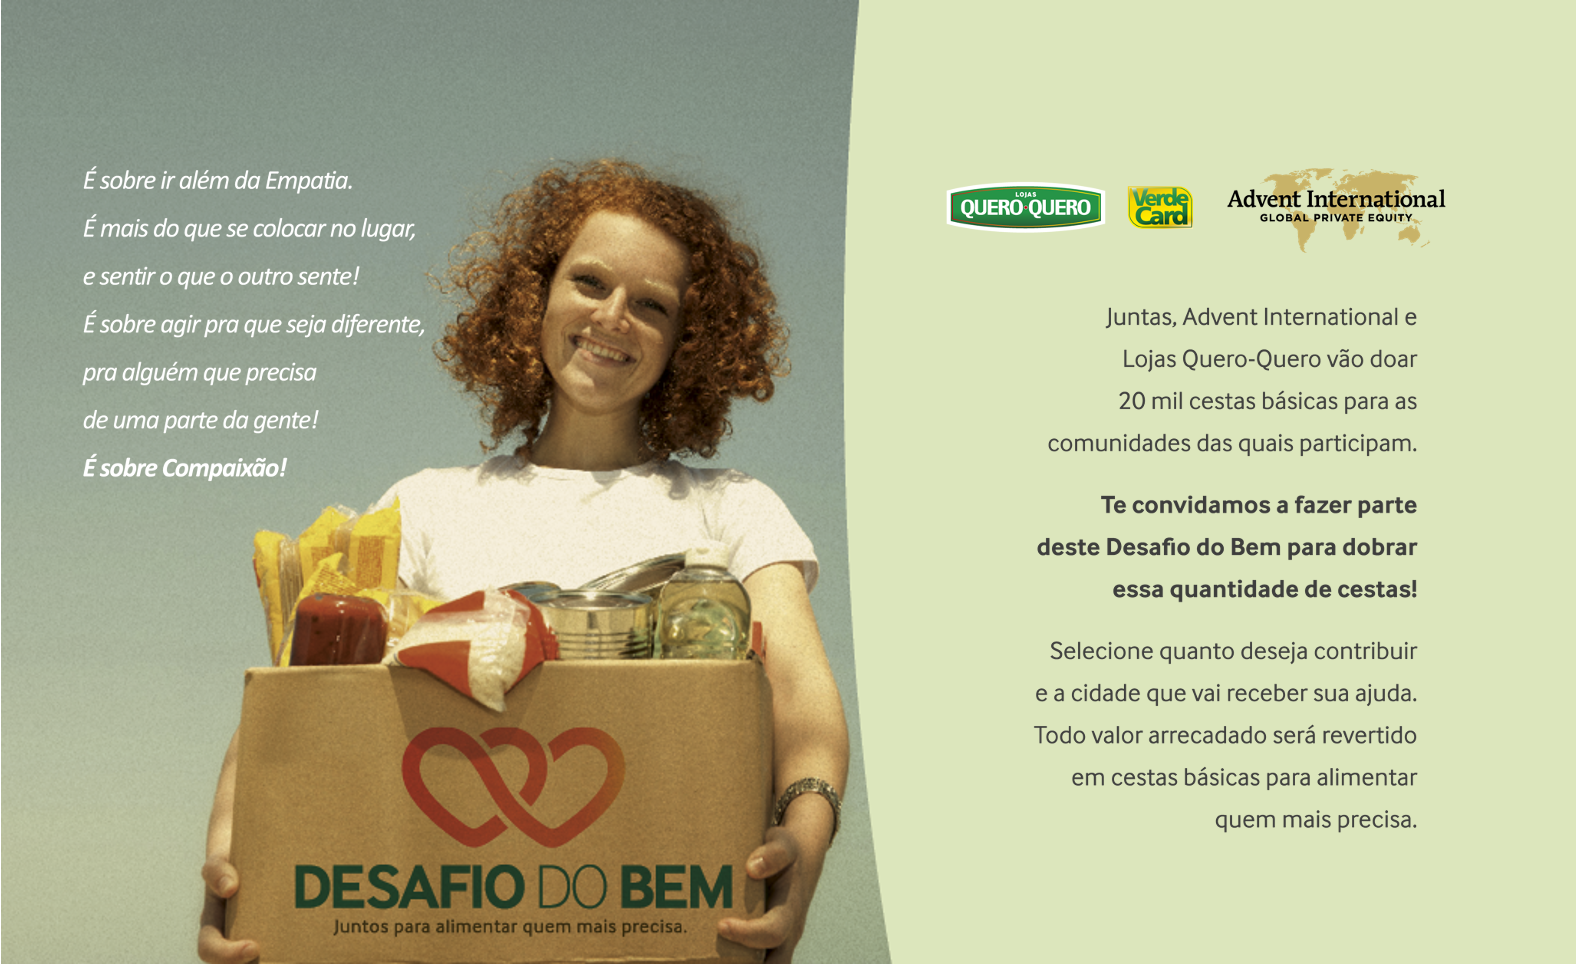 É sobre ir além da Empatia.
É mais do que se colocar no lugar,
e sentir o que o outro sente!
É sobre agir pra que seja diferente,
pra alguém que precisa
de uma parte da gente!
É sobre Compaixão!
DESAFIO DO BEM
Juntos para alimentar quem mais precisa.
LOJAS
QUERO-QUERO
Verde
Card
Advent International
GLOBAL PRIVATE EQUITY
Juntas, Advent International e
Lojas Quero-Quero vão doar
20 mil cestas básicas para as
comunidades das quais participam.
Te convidamos a fazer parte
deste Desafio do Bem para dobrar
essa quantidade de cestas!
Selecione quanto deseja contribuir
e a cidade que vai receber sua ajuda.
Todo valor arrecadado será revertido
em cestas básicas para alimentar
quem mais precisa.